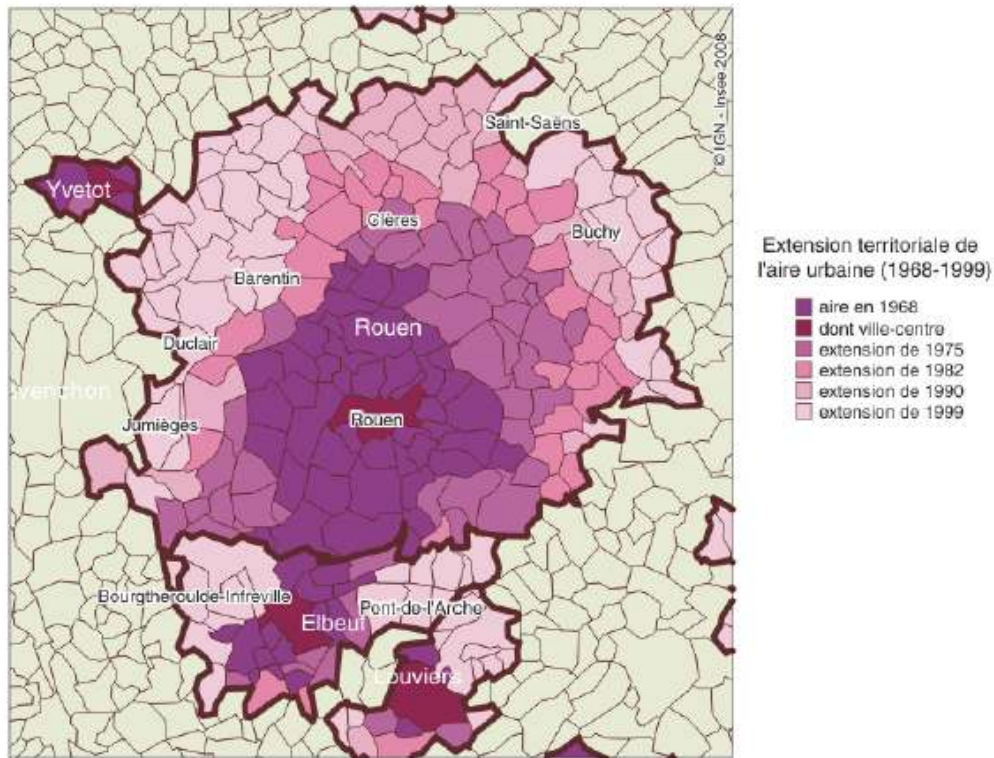 © IGN - Insee 2008
Saint-Saëns
Yvetot
Clères
Buchy
Barentin
Rouen
Duclair
Rouen
Jumièges
Bourgtheroulde-Infreville
Pont-de-l'Arche
Elbeuf
Louviers
Extension territoriale de
l'aire urbaine (1968-1999)
aire en 1968
dont ville-centre
extension de 1975
extension de 1982
extension de 1990
extension de 1999